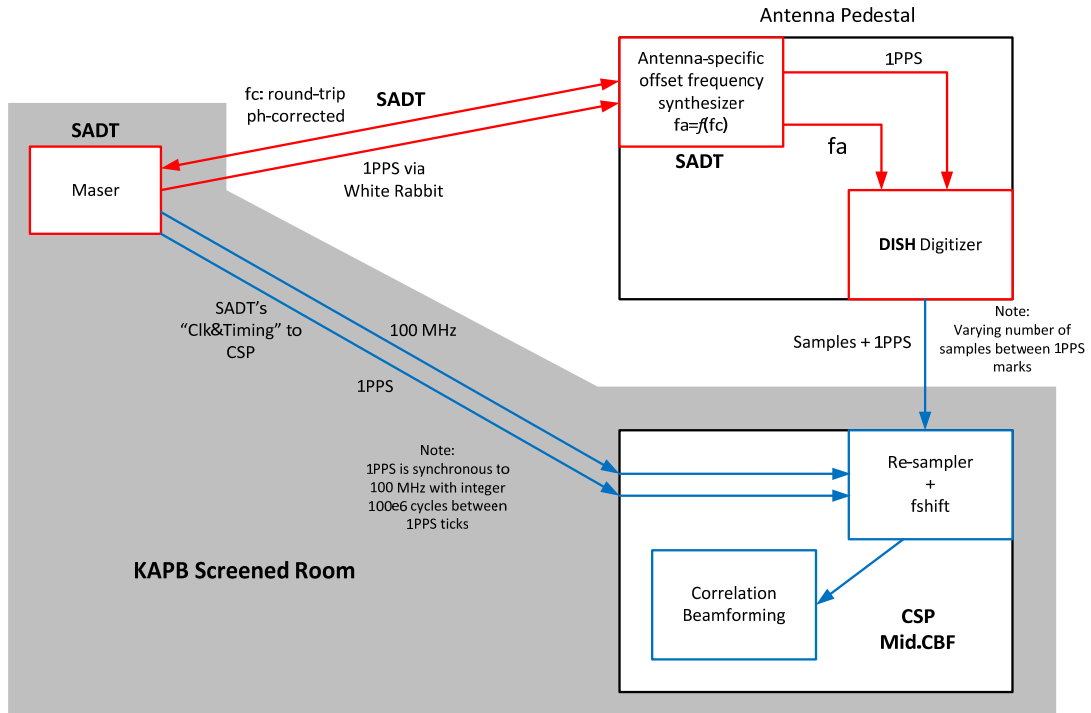 Antenna Pedestal
Antenna-specific
offset frequency
synthesizer
fa=f(fc)
SADT
1PPS
fa
fc: round-trip
ph-corrected
SADT
SADT
Maser
1PPS via
White Rabbit
DISH Digitizer
SADT's
“Clk&Timing” to
CSP
100 MHz
1PPS
Samples + 1PPS
Note:
Varying number of
samples between 1PPS
marks
Note:
1PPS is synchronous to
100 MHz with integer
100e6 cycles between
1PPS ticks
Re-sampler
+
fshift
KAPB Screened Room
Correlation
Beamforming
CSP
Mid.CBF